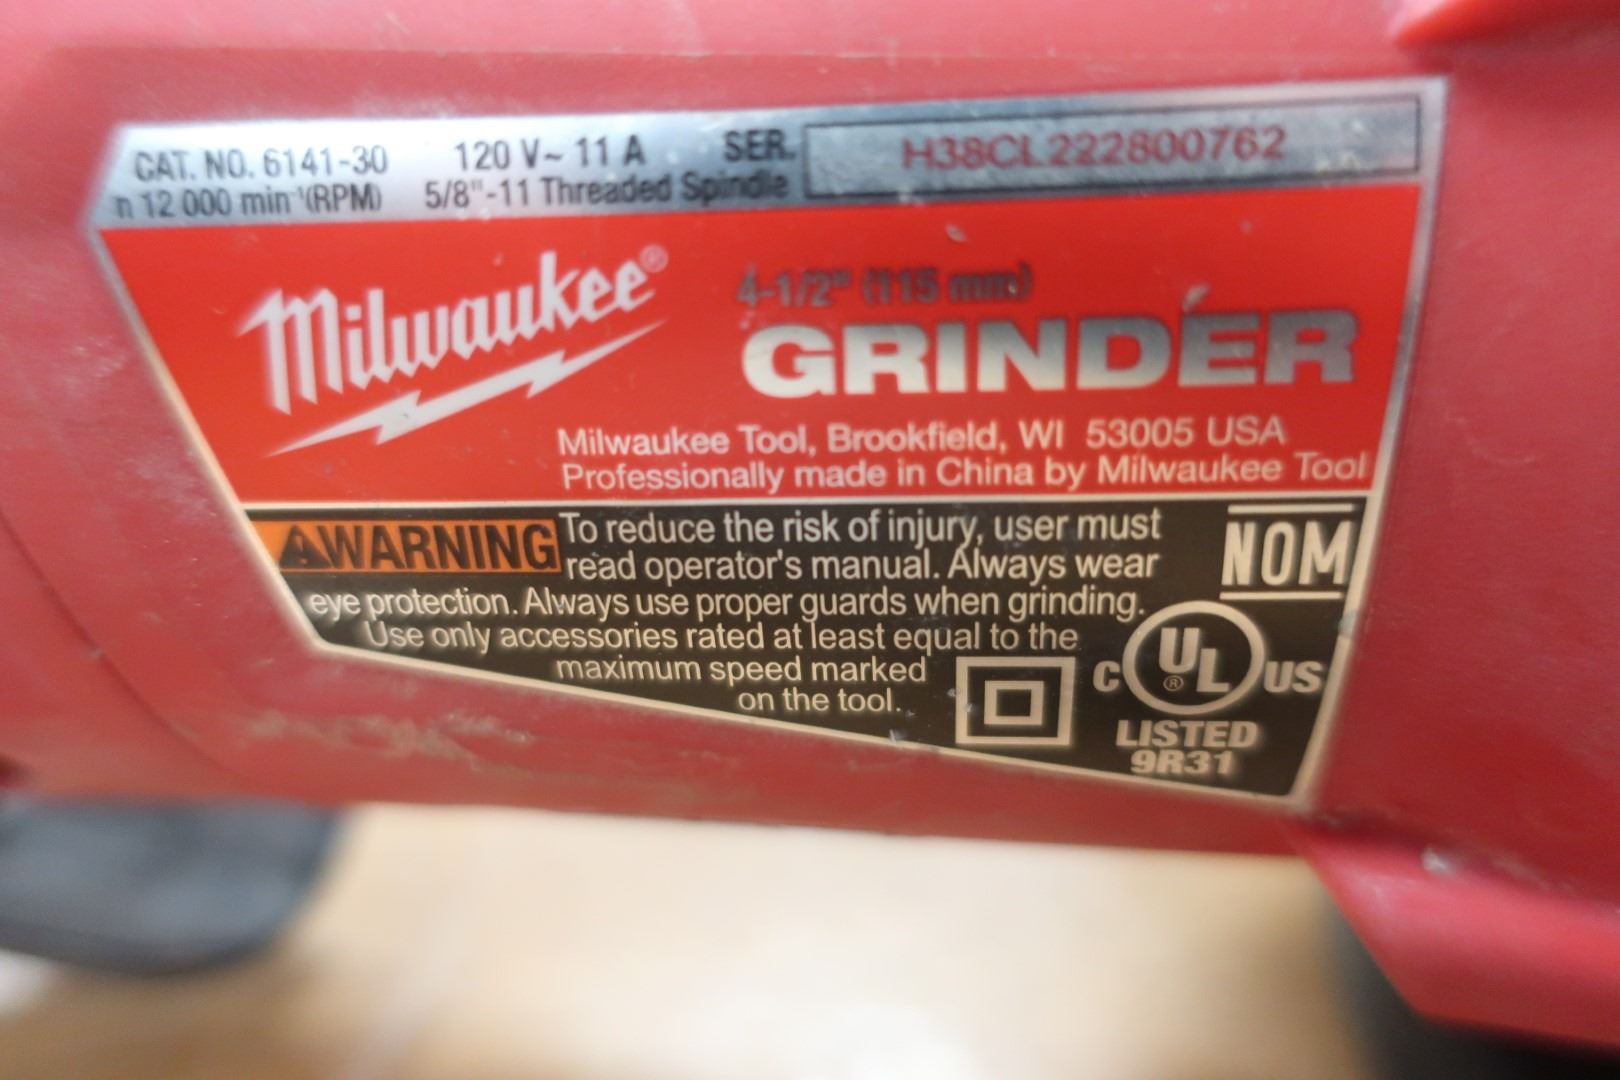 CAT. NO. 6141-30 120 V~ 11 A SER. H38CL222800762
n 12 000 min⁻¹(RPM) 5/8"-11 Threaded Spindle
Milwaukee®
4-1/2" (115 mm)
GRINDER
Milwaukee Tool, Brookfield, WI 53005 USA
Professionally made in China by Milwaukee Tool
WARNING To reduce the risk of injury, user must
read operator's manual. Always wear
eye protection. Always use proper guards when grinding.
Use only accessories rated at least equal to the
maximum speed marked
on the tool.
NOM
C UL® US
LISTED
9R31